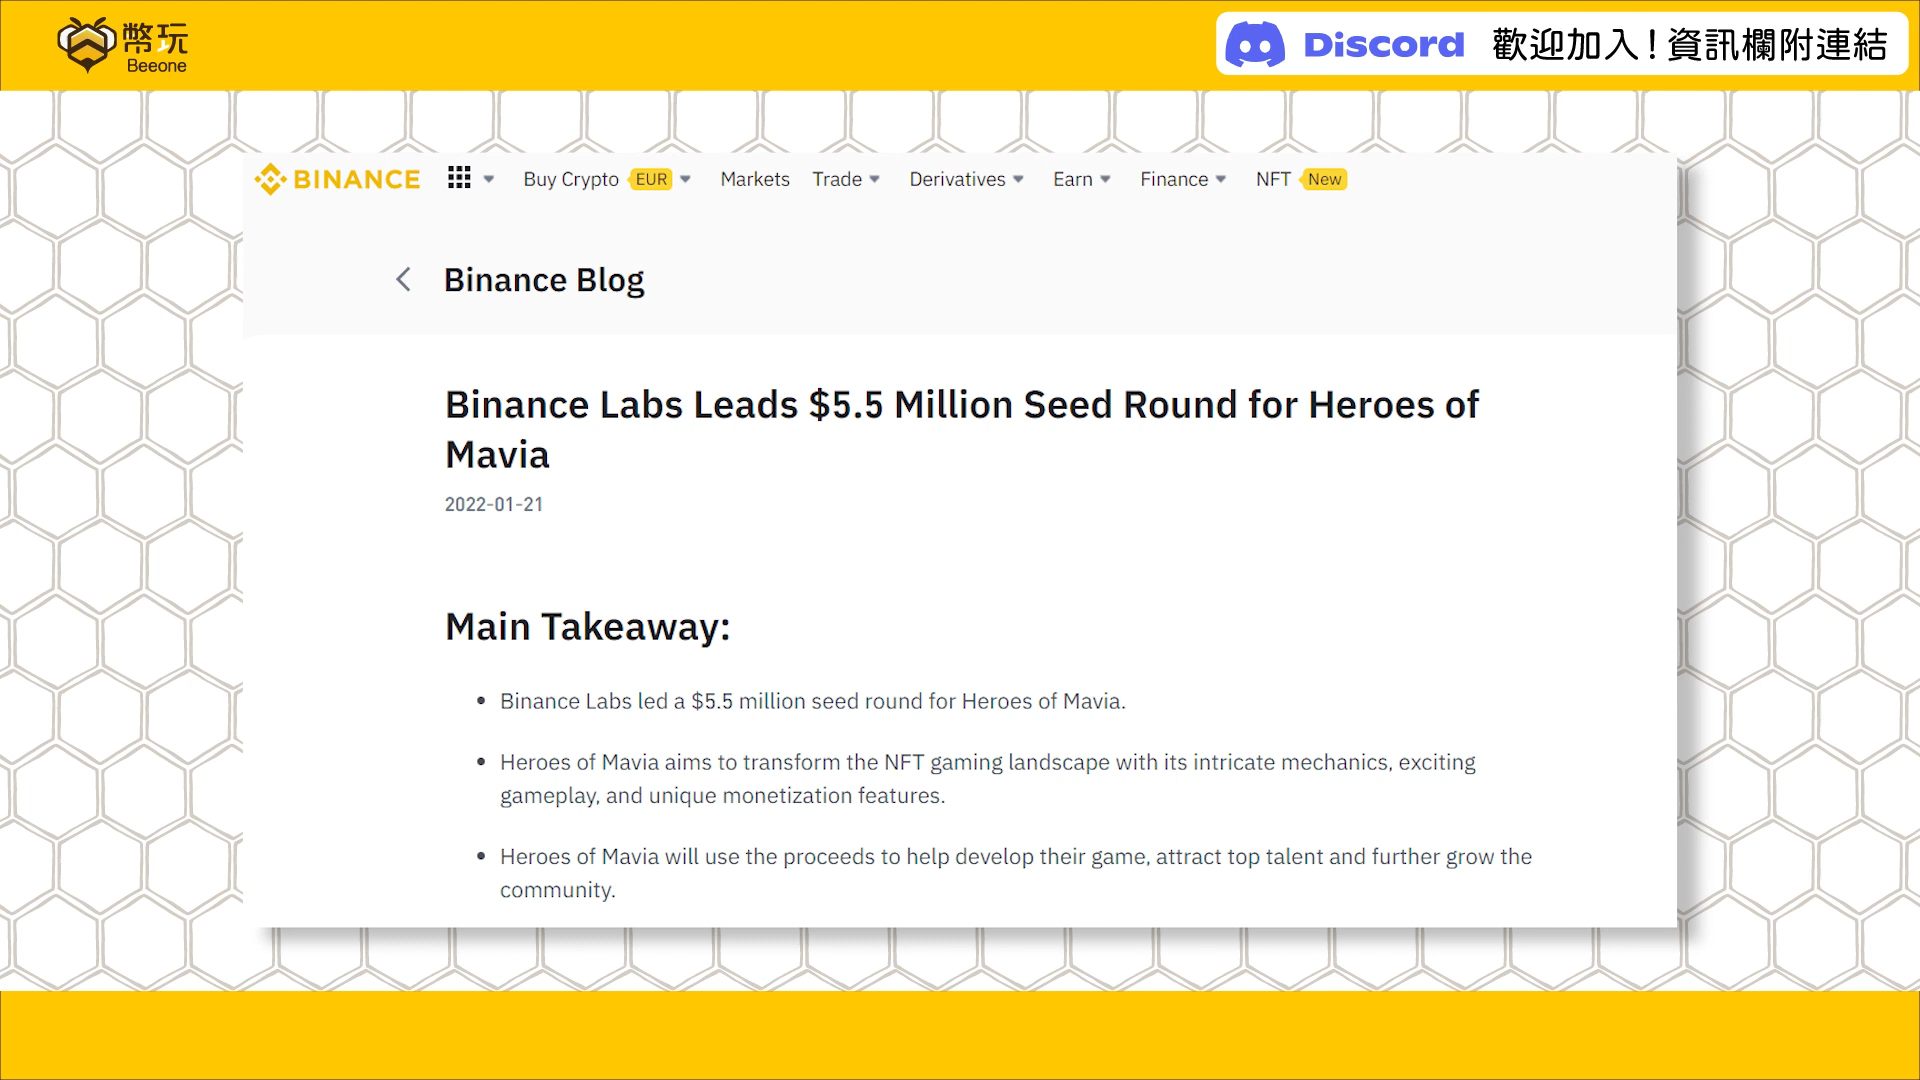 幣玩
Beeone
Discord 歡迎加入!資訊欄附連結
BINANCE Buy Crypto EUR Markets Trade Derivatives Earn Finance NFT New
Binance Blog
Binance Labs Leads $5.5 Million Seed Round for Heroes of
Mavia
2022-01-21
Main Takeaway:
• Binance Labs led a $5.5 million seed round for Heroes of Mavia.
• Heroes of Mavia aims to transform the NFT gaming landscape with its intricate mechanics, exciting
gameplay, and unique monetization features.
• Heroes of Mavia will use the proceeds to help develop their game, attract top talent and further grow the
community.